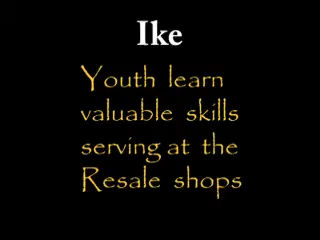 Ike
Youth learn
valuable skills
serving at the
Resale shops